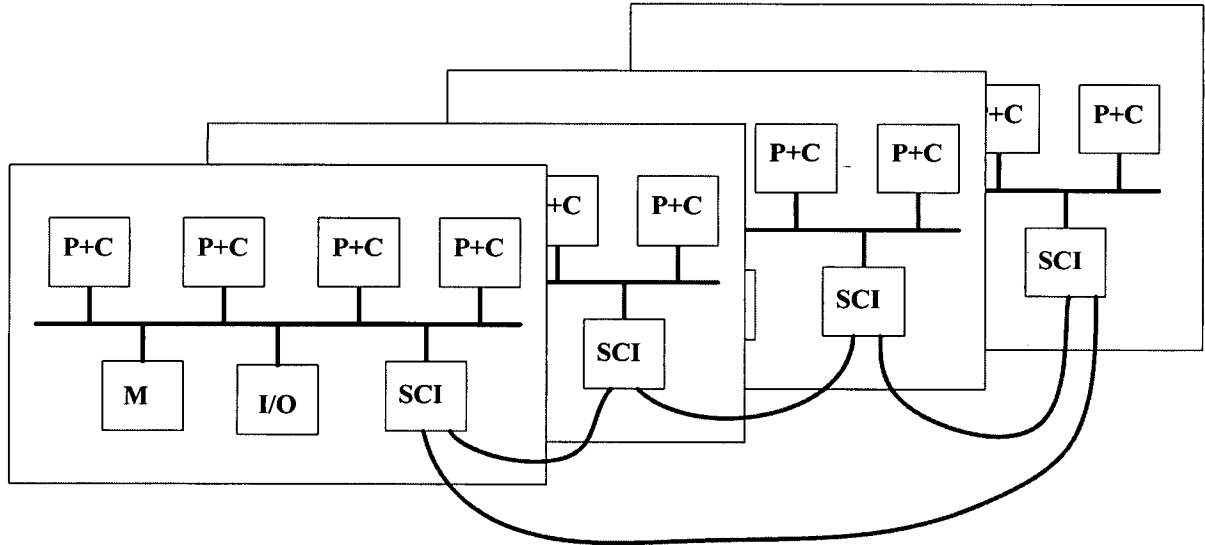 P+C P+C P+C P+C
M I/O SCI
+C P+C
SCI
P+C P+C
SCI
+C P+C
SCI